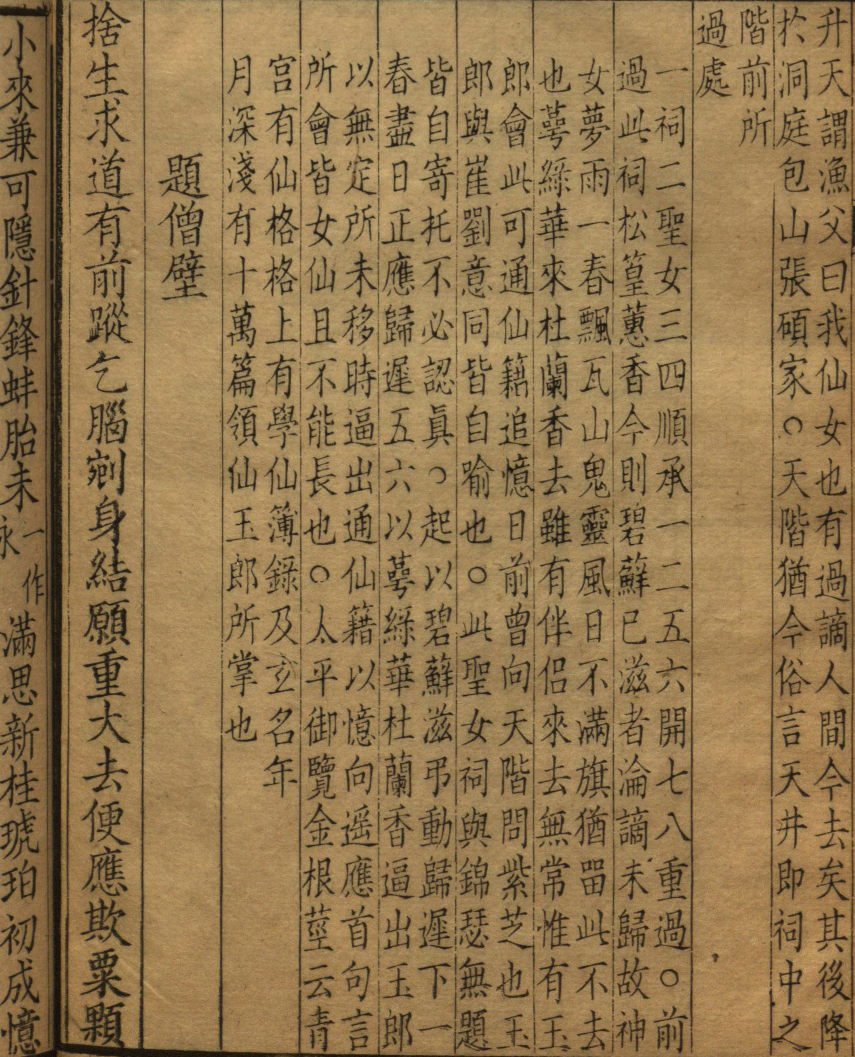 升天謂漁父曰我仙女也有過謫人間今去矣其後降
於洞庭包山張碩家○天階猶今俗言天井即祠中之
階前所
過處
一祠二聖女三四順承一二五六開七八重過○前
過此祠松篁蕙香今則碧蘚已滋者淪謫未歸故神
女夢雨一春飄瓦山鬼靈風日不滿旗猶畱此不去
也萼綠華來杜蘭香去雖有伴侶來去無常惟有玉
郎會此可通仙籍追憶日前曾向天階問紫芝也玉
郎與崔劉意同皆自喻也○此聖女祠與錦瑟無題
皆自寄托不必認眞○起以碧蘚滋弔動歸遲下一
春盡日正應歸遲五六以萼綠華杜蘭香逼出玉郎
以無定所未移時逼出通仙籍以憶向遥應首句言
所會皆女仙且不能長也○太平御覽金根莖云青
宮有仙格格上有學仙簿錄及玄名年
月深淺有十萬篇領仙玉郎所掌也
題僧壁
捨生求道有前蹤乞腦剜身結願重大去便應欺粟顆
小來兼可隱針鋒蚌胎未一作永滿思新桂琥珀初成憶